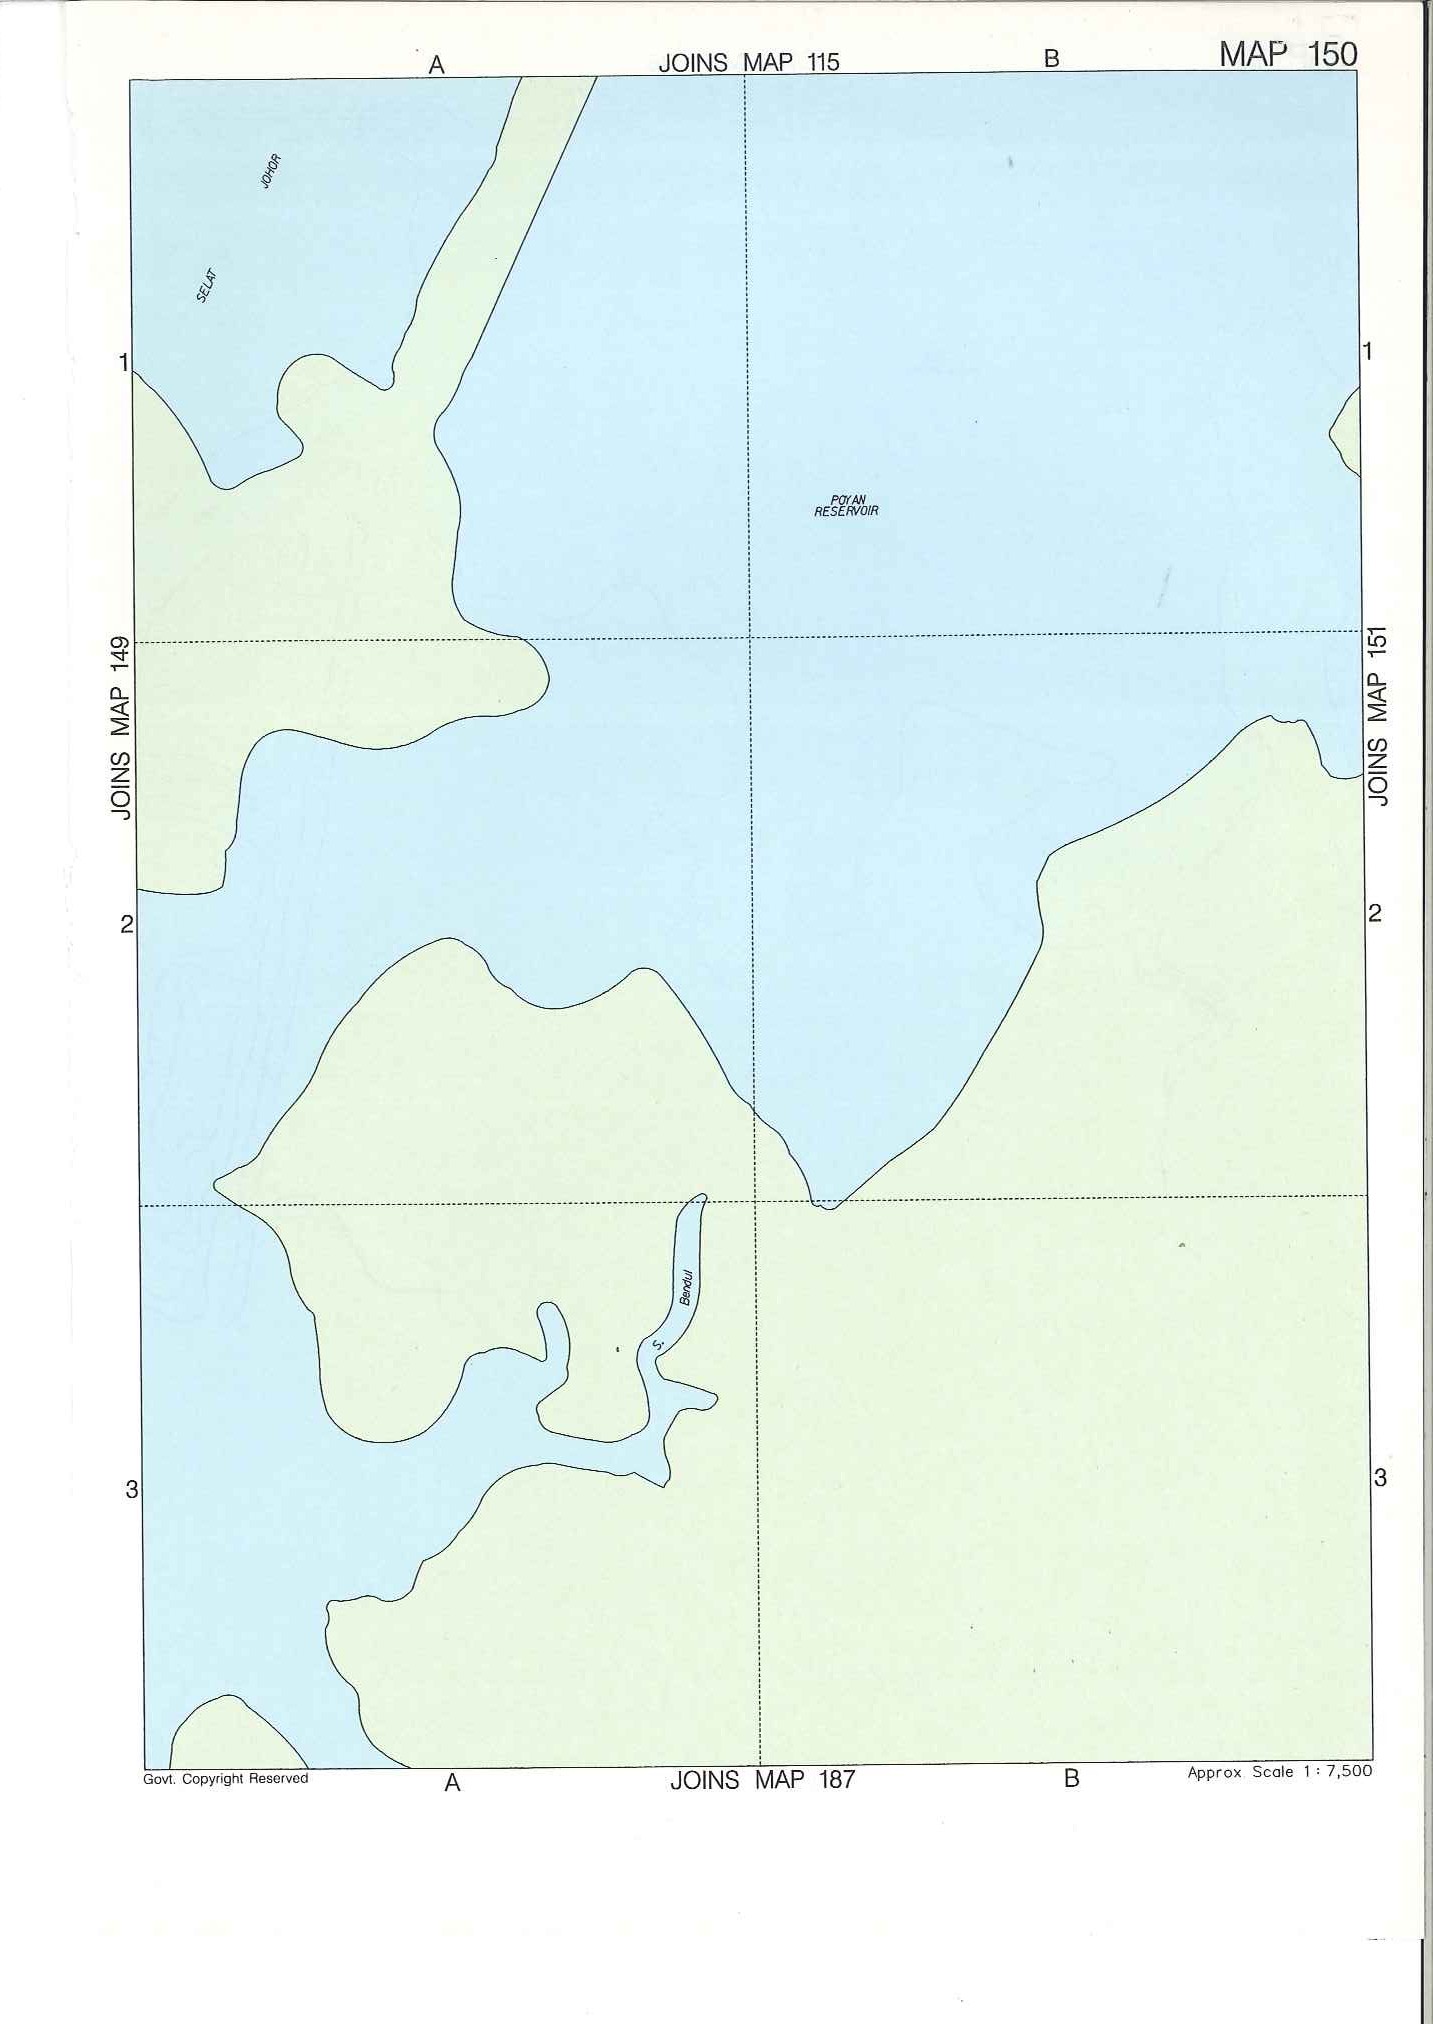 MAP 150
A JOINS MAP 115 B
JOHOR
SELAT
1 1
POYAN
RESERVOIR
JOINS MAP 149
JOINS MAP 151
2 2
Bendul
S.
3 3
Govt. Copyright Reserved
A JOINS MAP 187 B
Approx Scale 1 : 7,500